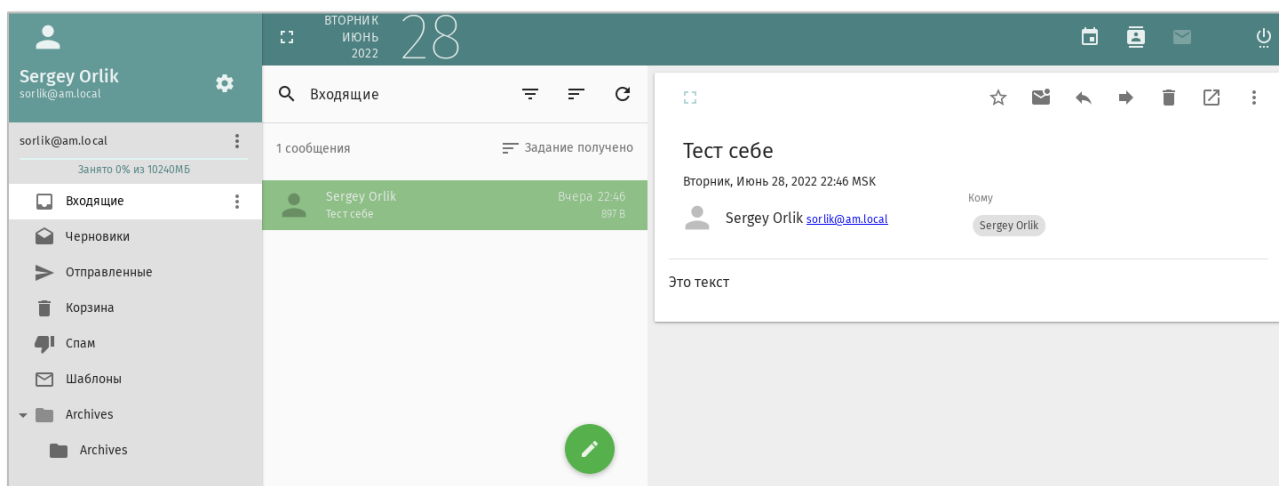 Sergey Orlik
sorlik@am.local
ВТОРНИК
ИЮНЬ
2022
28
sorlik@am.local
Занято 0% из 10240МБ
Входящие
Черновики
Отправленные
Корзина
Спам
Шаблоны
Archives
Archives
Входящие
1 сообщения
Задание получено
Sergey Orlik
Вчера 22:46
Тест себе
897 B
Тест себе
Вторник, Июнь 28, 2022 22:46 MSK
Sergey Orlik sorlik@am.local
Кому
Sergey Orlik
Это текст